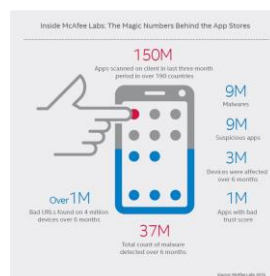 Inside McAfee Labs: The Magic Numbers Behind the App Stores
150M
Apps scanned on client in last three month
period in over 190 countries
9M
Malwares
9M
Suspicious apps
3M
Devices were affected
over 6 months
1M
Apps with bad
trust score
Over 1M
Bad URLs found on 4 million
devices over 6 months
37M
Total count of malware
detected over 6 months